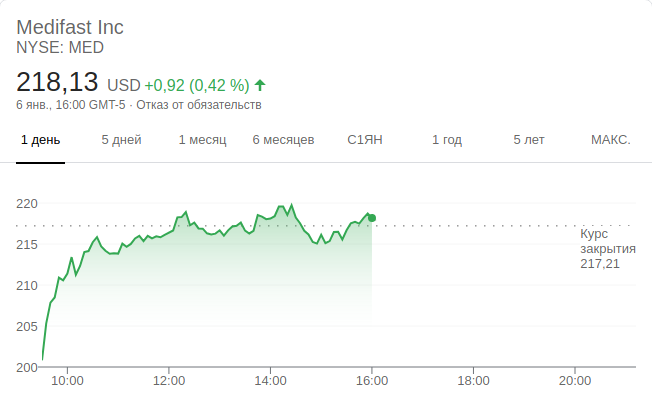 Medifast Inc
NYSE: MED
218,13 USD +0,92 (0,42 %)
6 янв., 16:00 GMT-5 · Отказ от обязательств
1 день 5 дней 1 месяц 6 месяцев С1ЯН 1 год 5 лет МАКС.
220
215
210
205
200
Курс
закрытия
217,21
10:00 12:00 14:00 16:00 18:00 20:00